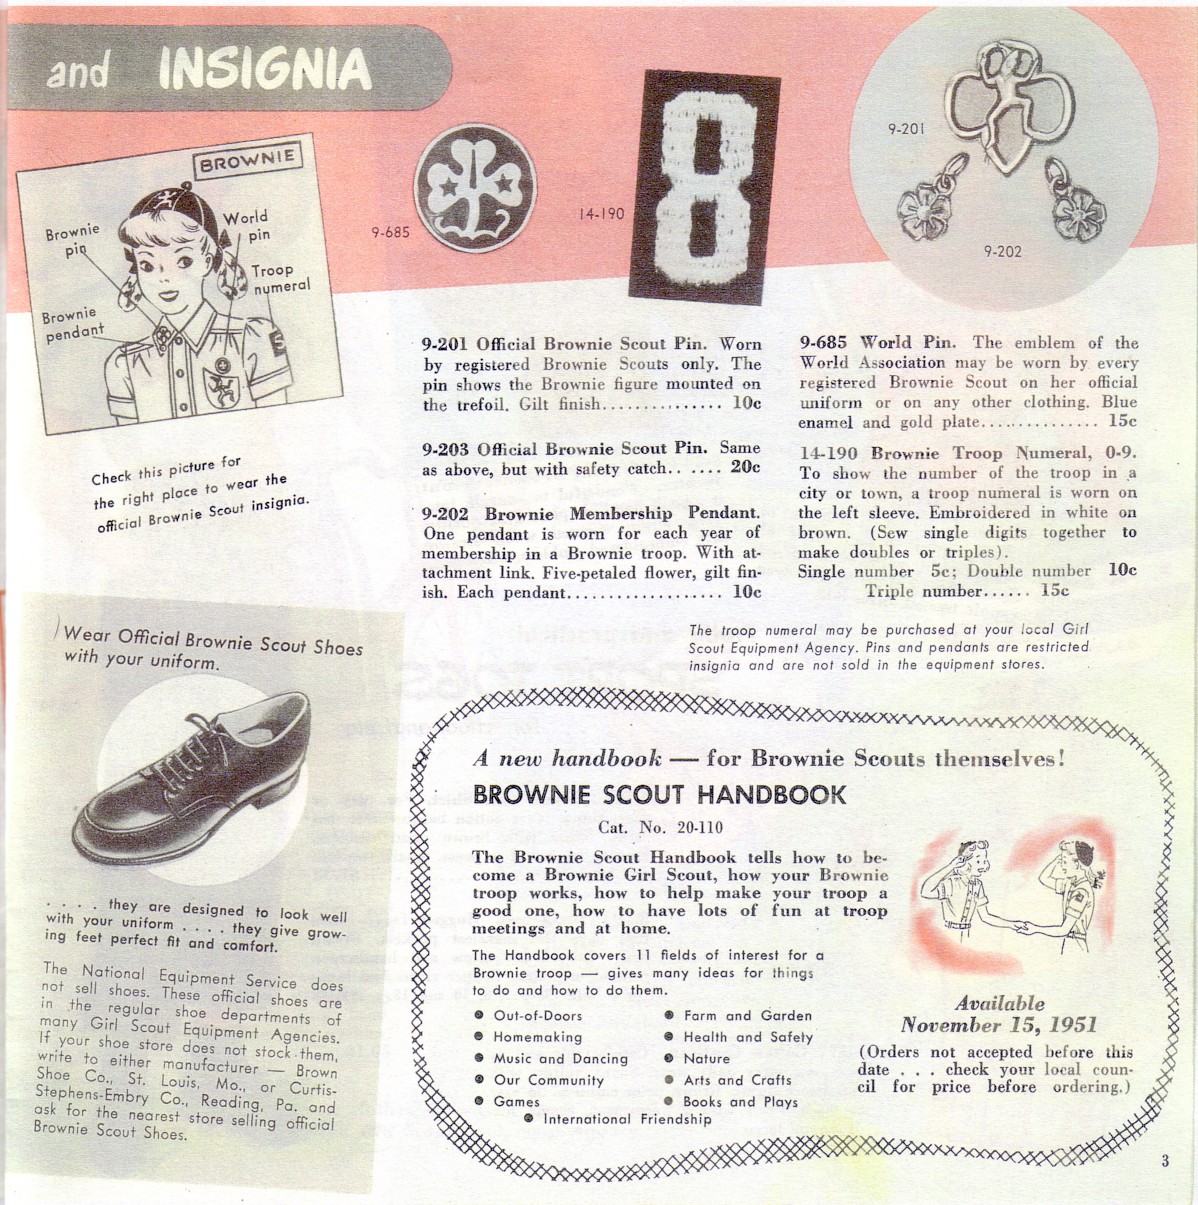 and INSIGNIA
BROWNIE
Brownie
pin
World
pin
Troop
numeral
Brownie
pendant
9-685
14-190
8
9-201
9-202
Check this picture for
the right place to wear the
official Brownie Scout insignia.
9-201 Official Brownie Scout Pin. Worn
by registered Brownie Scouts only. The
pin shows the Brownie figure mounted on
the trefoil. Gilt finish............... 10c
9-203 Official Brownie Scout Pin. Same
as above, but with safety catch.. .... 20c
9-202 Brownie Membership Pendant.
One pendant is worn for each year of
membership in a Brownie troop. With at-
tachment link. Five-petaled flower, gilt fin-
ish. Each pendant................... 10c
9-685 World Pin. The emblem of the
World Association may be worn by every
registered Brownie Scout on her official
uniform or on any other clothing. Blue
enamel and gold plate.............. 15c
14-190 Brownie Troop Numeral, 0-9.
To show the number of the troop in a
city or town, a troop numeral is worn on
the left sleeve. Embroidered in white on
brown. (Sew single digits together to
make doubles or triples).
Single number 5c; Double number 10c
Triple number...... 15c
The troop numeral may be purchased at your local Girl
Scout Equipment Agency. Pins and pendants are restricted
insignia and are not sold in the equipment stores.
Wear Official Brownie Scout Shoes
with your uniform.
. . . . they are designed to look well
with your uniform . . . . they give grow-
ing feet perfect fit and comfort.
The National Equipment Service does
not sell shoes. These official shoes are
in the regular shoe departments of
many Girl Scout Equipment Agencies.
If your shoe store does not stock them,
write to either manufacturer — Brown
Shoe Co., St. Louis, Mo., or Curtis-
Stephens-Embry Co., Reading, Pa. and
ask for the nearest store selling official
Brownie Scout Shoes.
A new handbook — for Brownie Scouts themselves!
BROWNIE SCOUT HANDBOOK
Cat. No. 20-110
The Brownie Scout Handbook tells how to be-
come a Brownie Girl Scout, how your Brownie
troop works, how to help make your troop a
good one, how to have lots of fun at troop
meetings and at home.
The Handbook covers 11 fields of interest for a
Brownie troop — gives many ideas for things
to do and how to do them.
• Out-of-Doors
• Homemaking
• Music and Dancing
• Our Community
• Games
• Farm and Garden
• Health and Safety
• Nature
• Arts and Crafts
• Books and Plays
• International Friendship
Available
November 15, 1951
(Orders not accepted before this
date . . . check your local coun-
cil for price before ordering.)
3